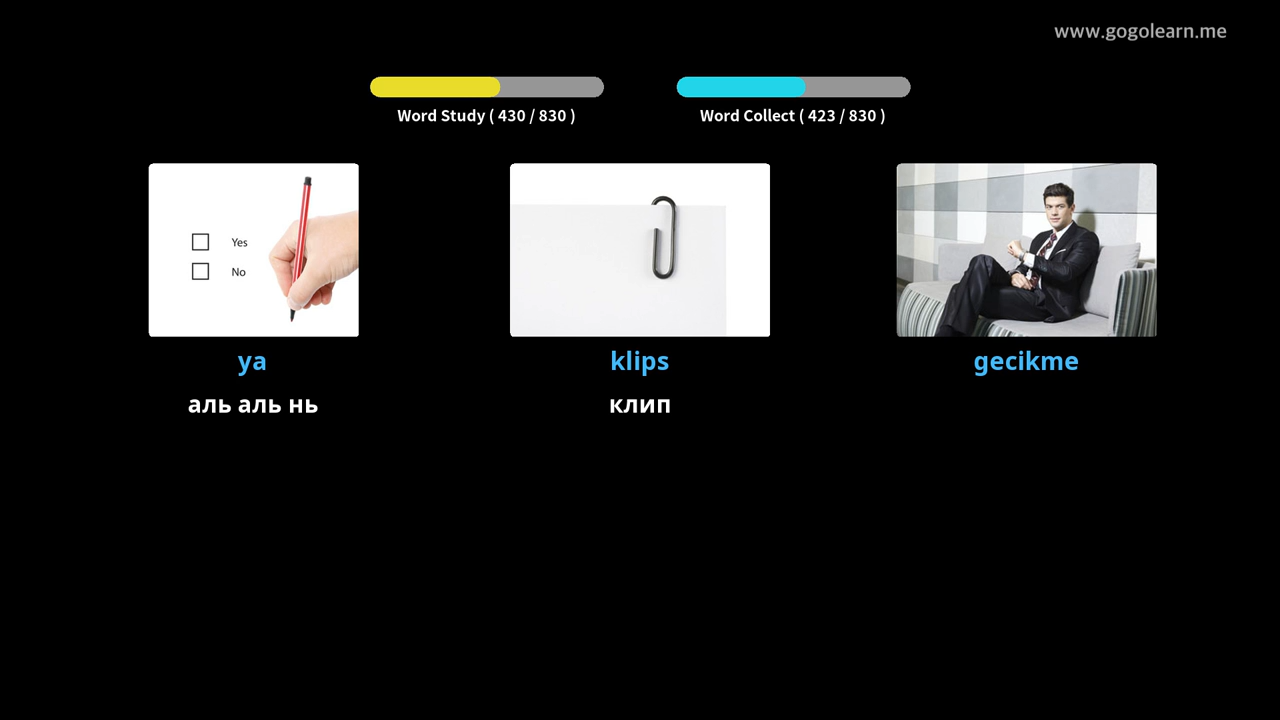 www.gogolearn.me
Word Study ( 430 / 830 )
Word Collect ( 423 / 830 )
Yes
No
ya
klips
gecikme
аль аль нь
клип